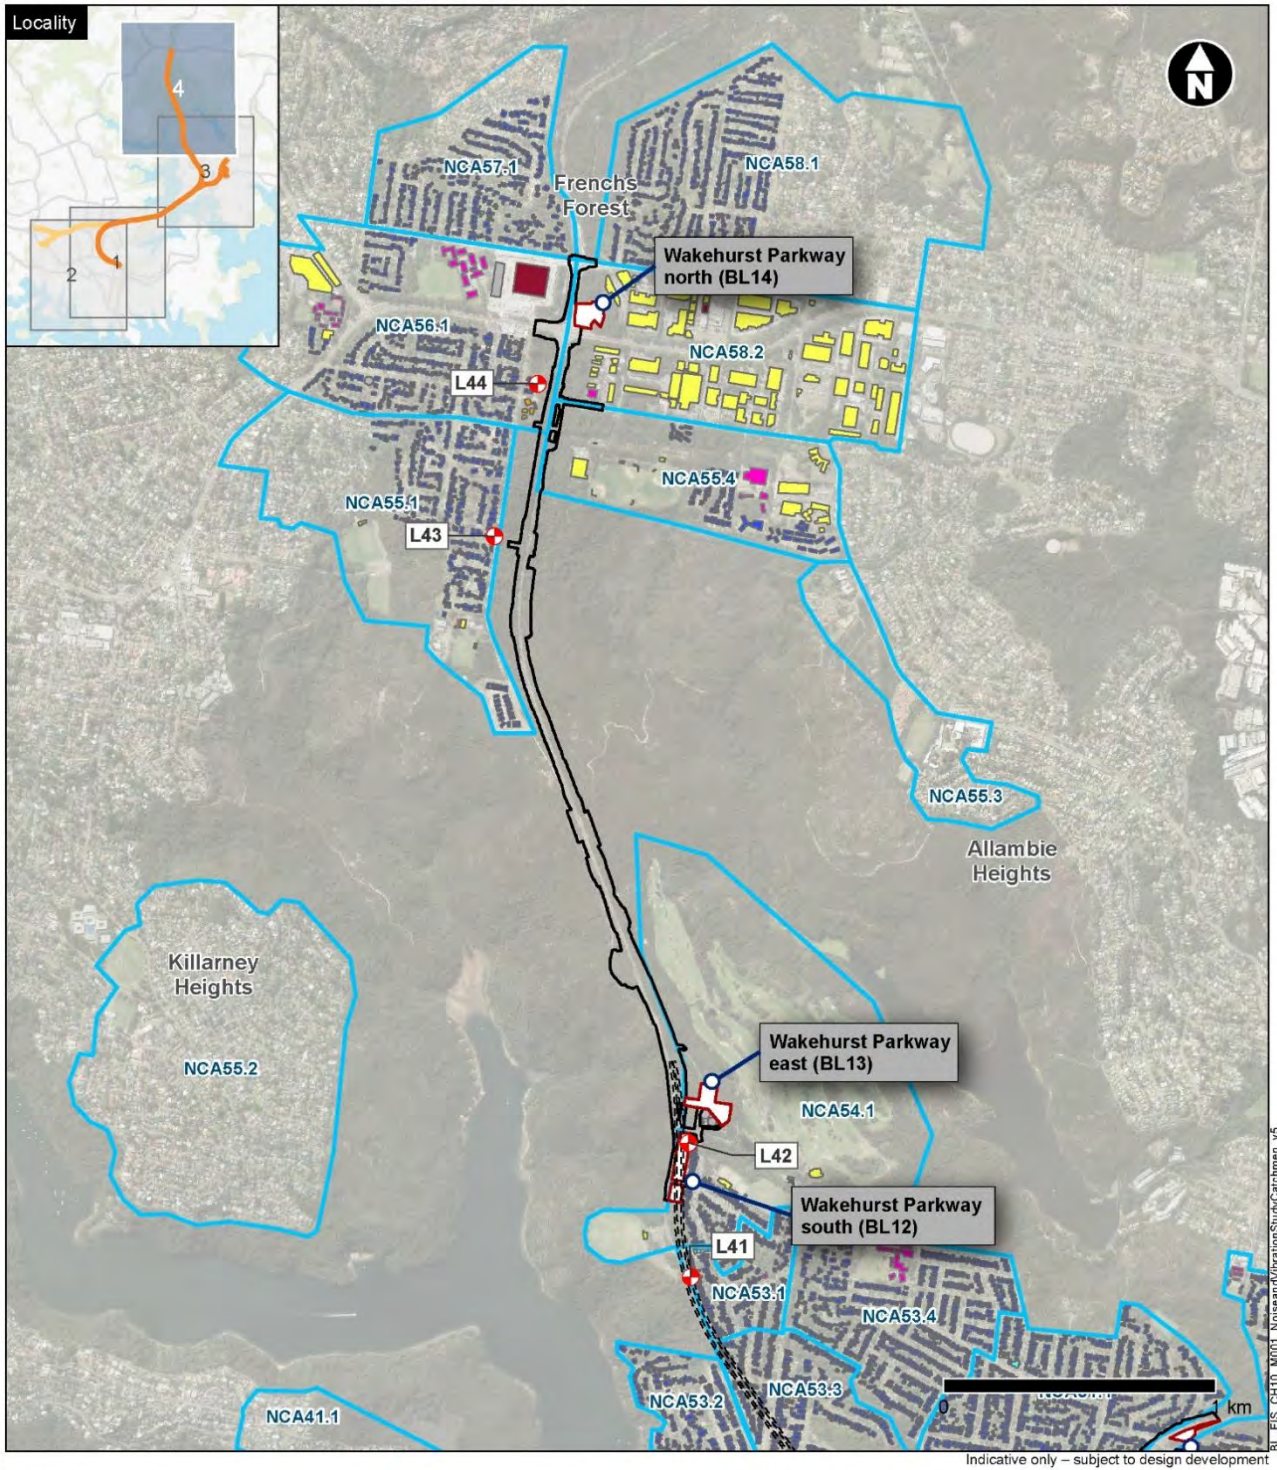 Locality
4
3
1
2
N
NCA57.1
NCA58.1
Frenchs
Forest
Wakehurst Parkway
north (BL14)
NCA56.1
NCA58.2
L44
NCA55.4
NCA55.1
L43
NCA55.3
Allambie
Heights
Killarney
Heights
NCA55.2
Wakehurst Parkway
east (BL13)
NCA54.1
L42
Wakehurst Parkway
south (BL12)
L41
NCA53.1
NCA53.4
NCA53.3
NCA53.2
NCA41.1
0
1 km
BL_EIS_CH10_M001_NoiseandVibrationStudyCatchmen_v5
Indicative only – subject to design development